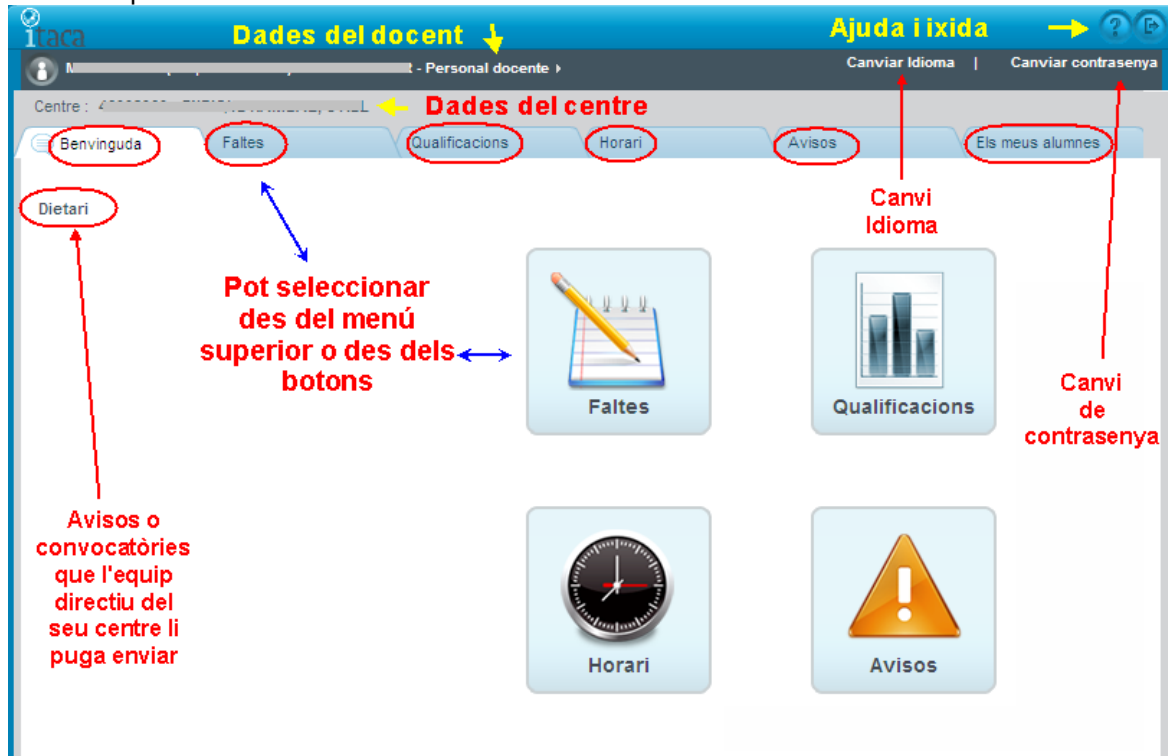 itaca
Dades del docent
Ajuda i ixida
- Personal docente
Canviar Idioma | Canviar contrasenya
Centre :
Dades del centre
Benvinguda
Faltes
Qualificacions
Horari
Avisos
Els meus alumnes
Dietari
Canvi
Idioma
Pot seleccionar
des del menú
superior o des dels
botons
Faltes
Qualificacions
Canvi
de
contrasenya
Avisos o
convocatòries
que l'equip
directiu del
seu centre li
puga enviar
Horari
Avisos